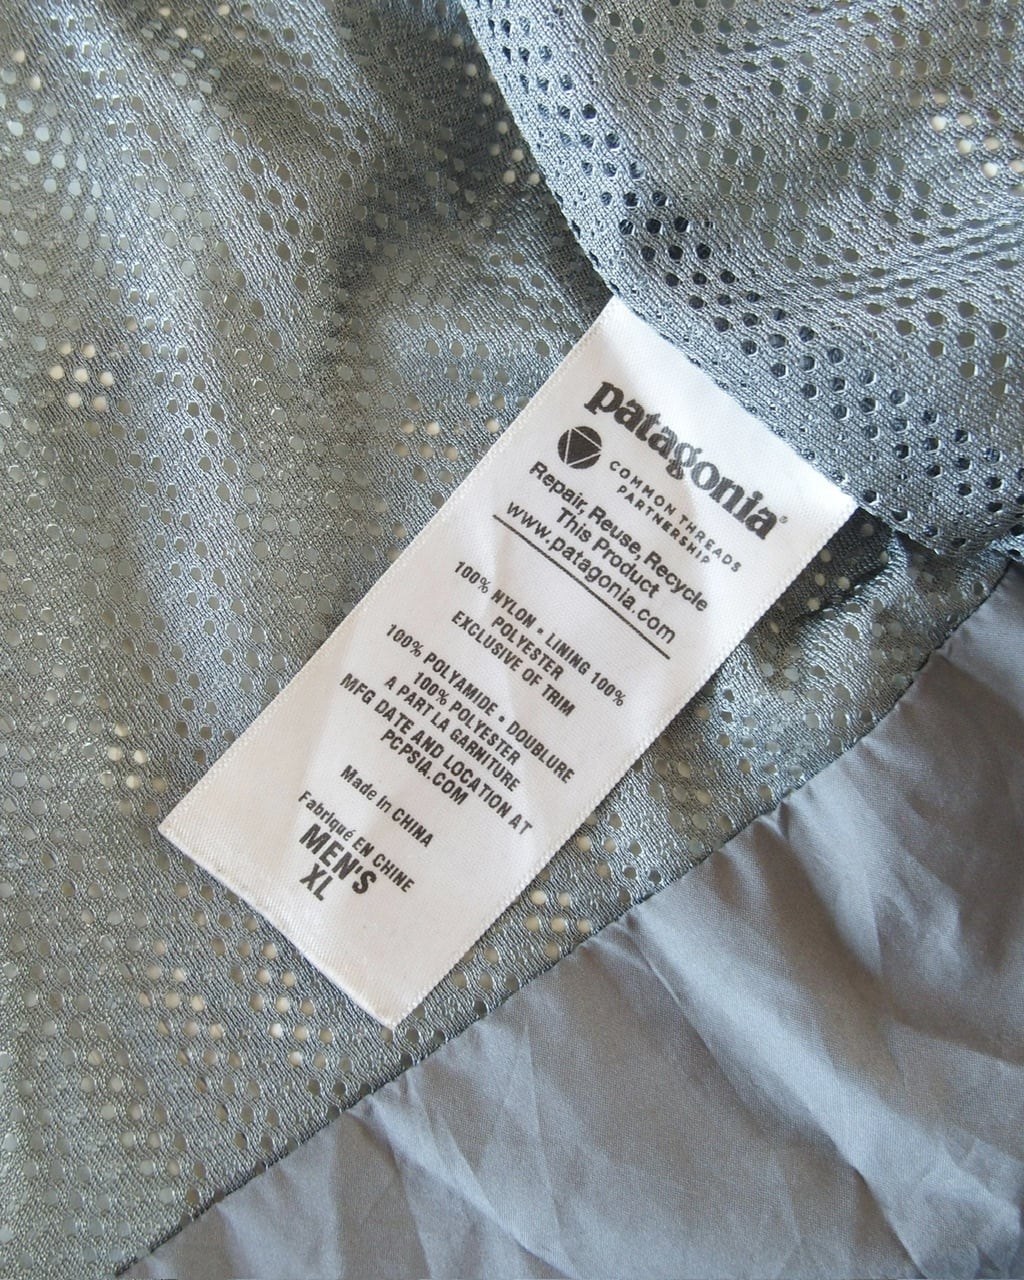 patagonia®
COMMON THREADS
PARTNERSHIP
Repair, Reuse, Recycle
This Product
www.patagonia.com
100% NYLON • LINING 100%
POLYESTER
EXCLUSIVE OF TRIM
100% POLYAMIDE • DOUBLURE
100% POLYESTER
A PART LA GARNITURE
MFG DATE AND LOCATION AT
PCPSIA.COM
Made in CHINA
Fabriqué EN CHINE
MEN'S
XL